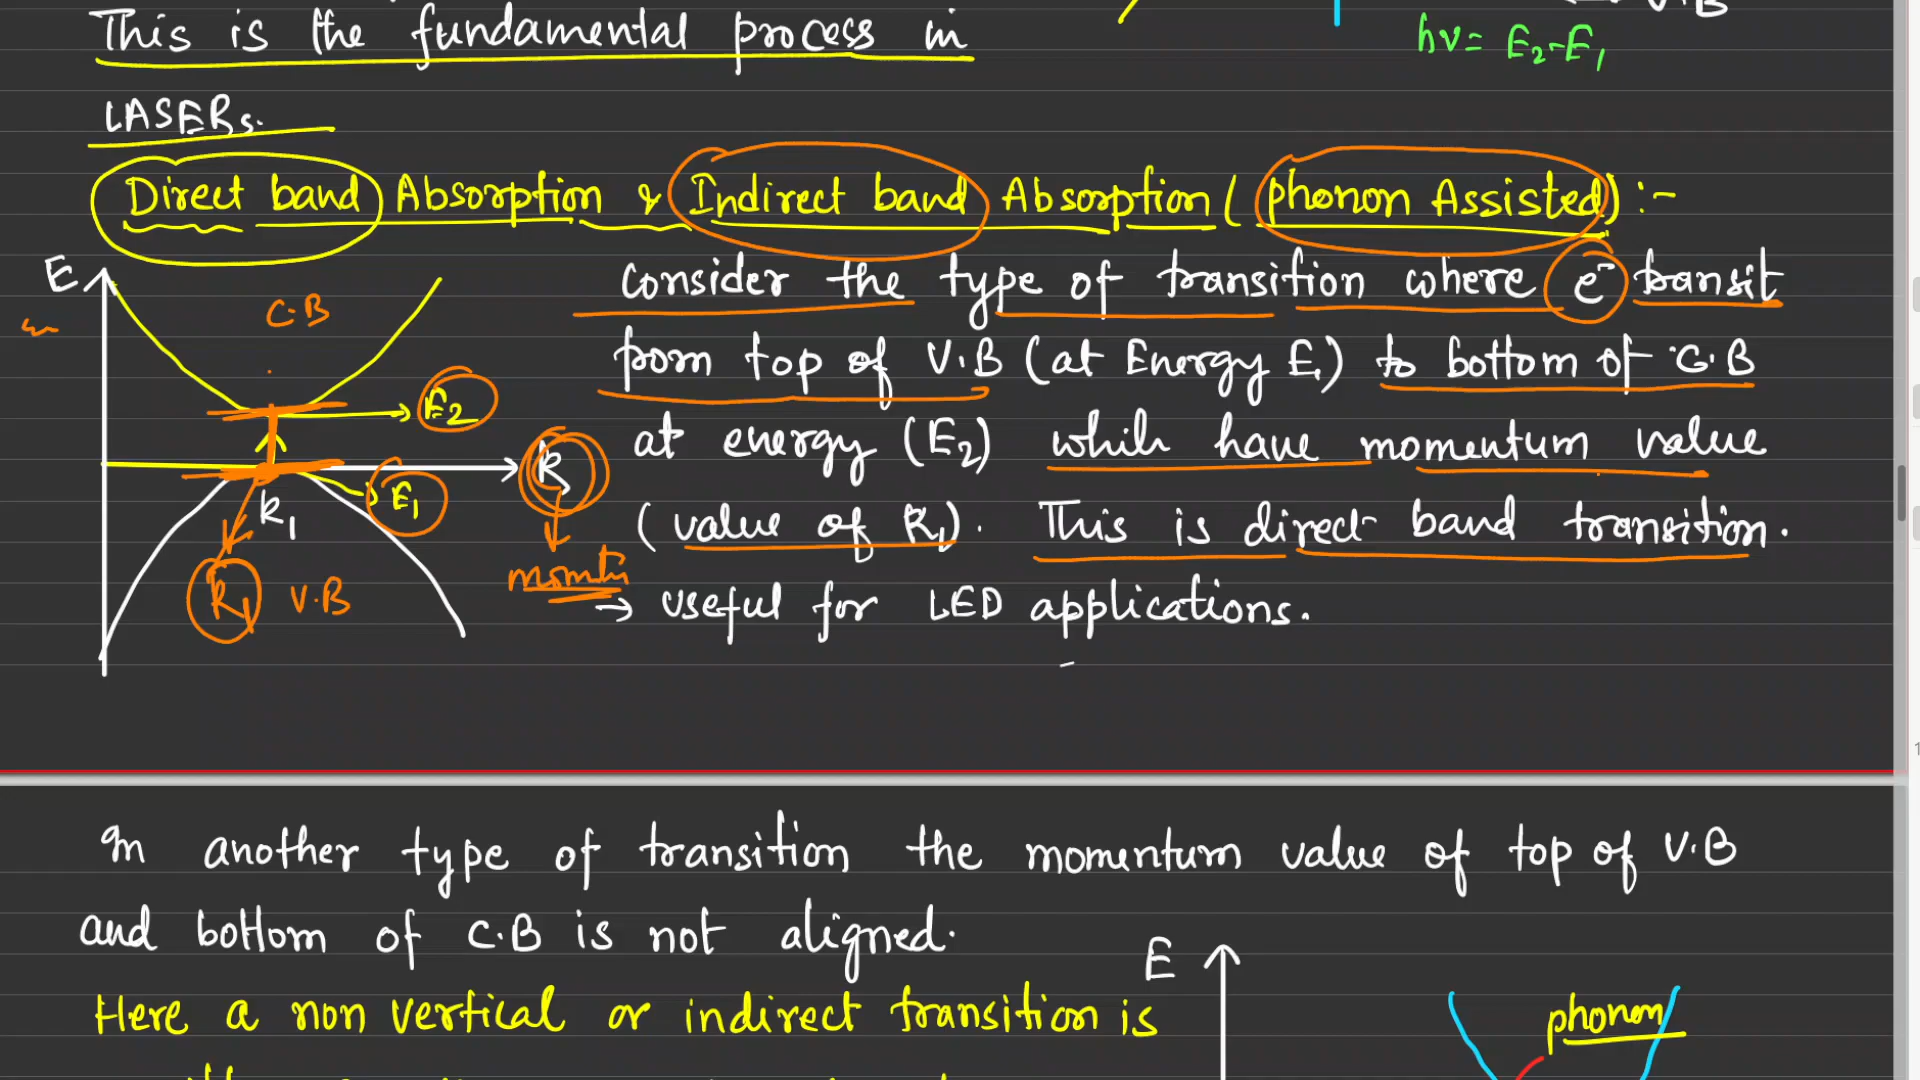 This is the fundamental process in
hν = E2-E1
LASERs.
Direct band Absorption & Indirect band Absorption (phonon Assisted) :-
E
C.B
E2
E1
K
K1
K1
V.B
Consider the type of transition where e- transit
from top of V.B (at Energy E1) to bottom of C.B
at energy (E2) which have momentum value
(value of K1). This is direct band transition.
→ useful for LED applications.
In another type of transition the momentum value of top of V.B
and bottom of C.B is not aligned.
E
Here a non vertical or indirect transition is
phonon